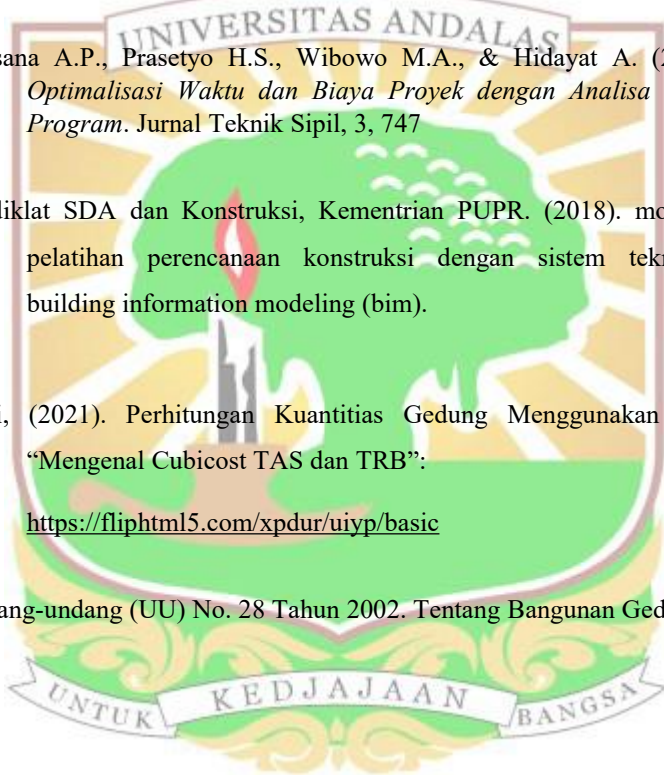 UNIVERSITAS ANDALAS
sana A.P., Prasetyo H.S., Wibowo M.A., & Hidayat A. (2
Optimalisasi Waktu dan Biaya Proyek dengan Analisa
Program. Jurnal Teknik Sipil, 3, 747
diklat SDA dan Konstruksi, Kementrian PUPR. (2018). mo
pelatihan perencanaan konstruksi dengan sistem tekn
building information modeling (bim).
i, (2021). Perhitungan Kuantitias Gedung Menggunakan
“Mengenal Cubicost TAS dan TRB”:
https://fliphtml5.com/xpdur/uiyp/basic
ang-undang (UU) No. 28 Tahun 2002. Tentang Bangunan Ged
UNTUK KEDJAJAAN BANGSA